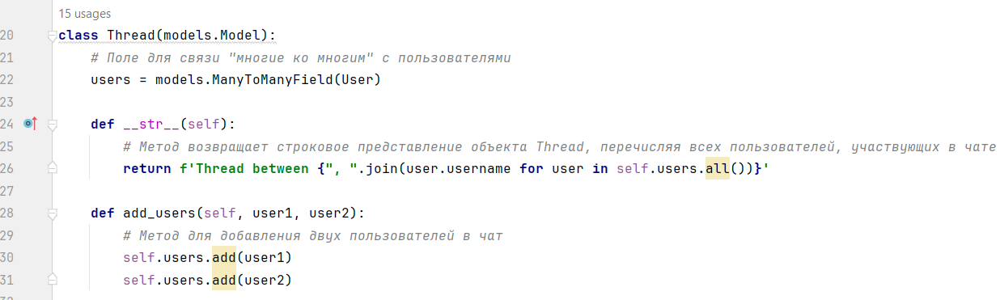 15 usages
20 class Thread(models.Model):
21     # Поле для связи "многие ко многим" с пользователями
22     users = models.ManyToManyField(User)
23
24     def __str__(self):
25         # Метод возвращает строковое представление объекта Thread, перечисляя всех пользователей, участвующих в чате
26         return f'Thread between {", ".join(user.username for user in self.users.all())}'
27
28     def add_users(self, user1, user2):
29         # Метод для добавления двух пользователей в чат
30         self.users.add(user1)
31         self.users.add(user2)